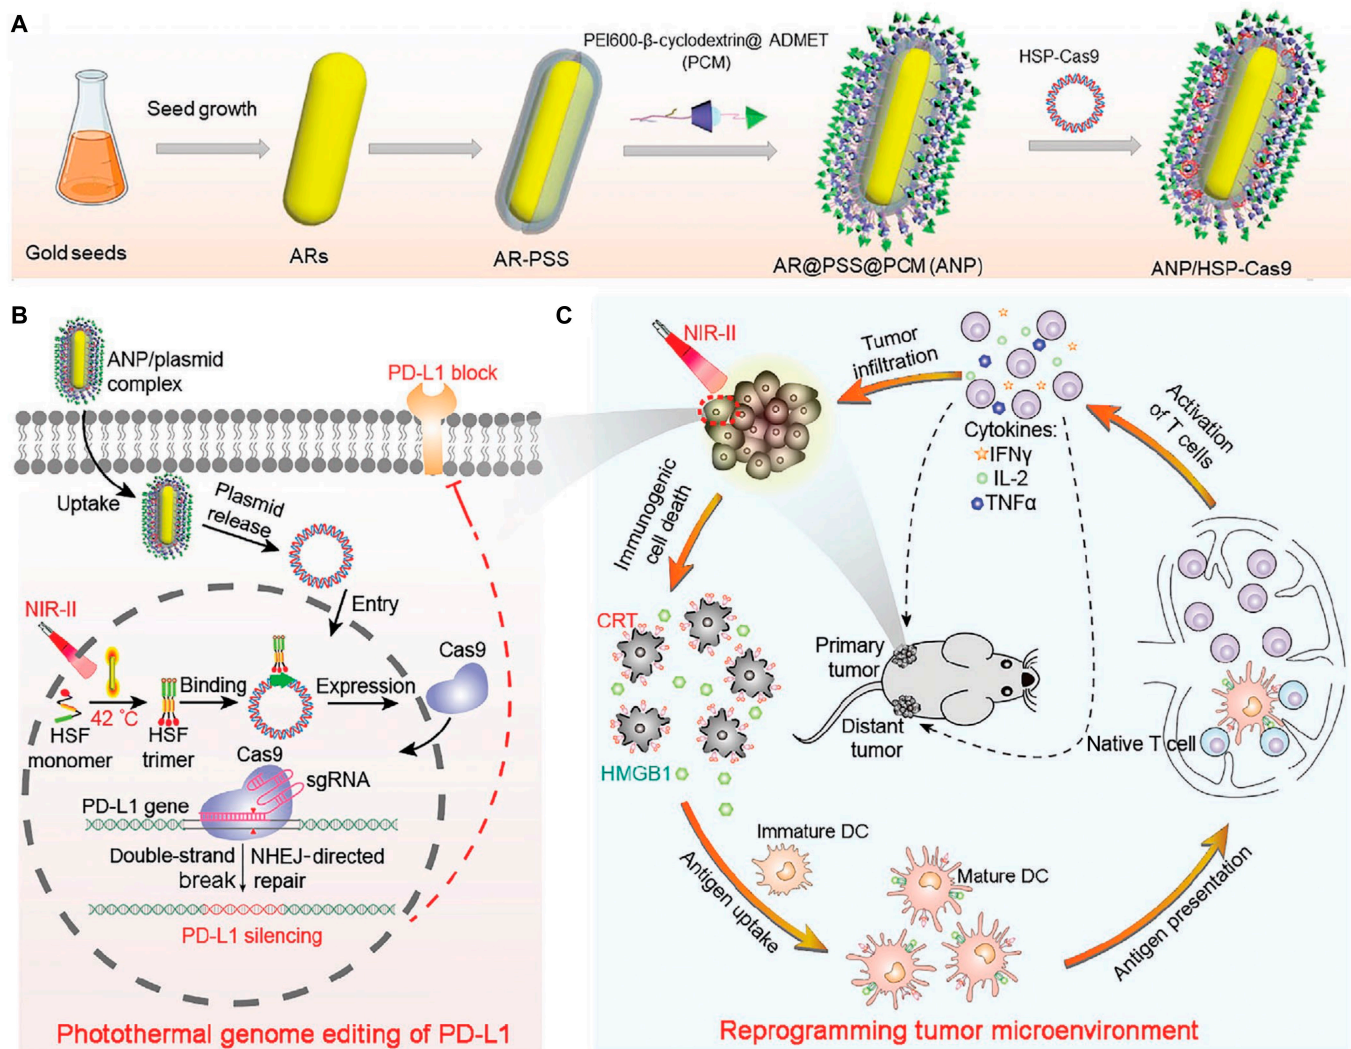 A
Gold seeds
Seed growth
ARs
AR-PSS
PEI600-β-cyclodextrin@ ADMET
(PCM)
AR@PSS@PCM (ANP)
HSP-Cas9
ANP/HSP-Cas9
B
ANP/plasmid
complex
PD-L1 block
Uptake
Plasmid
release
Entry
NIR-II
42 °C
HSF
monomer
HSF
trimer
Binding
Expression
Cas9
Cas9
sgRNA
PD-L1 gene
Double-strand
break
NHEJ-directed
repair
PD-L1 silencing
Photothermal genome editing of PD-L1
C
NIR-II
Tumor
infiltration
Cytokines:
IFNγ
IL-2
TNFα
Activation
of T cells
Immunogenic
cell death
CRT
HMGB1
Primary
tumor
Distant
tumor
Native T cell
Immature DC
Mature DC
Antigen uptake
Antigen presentation
Reprogramming tumor microenvironment